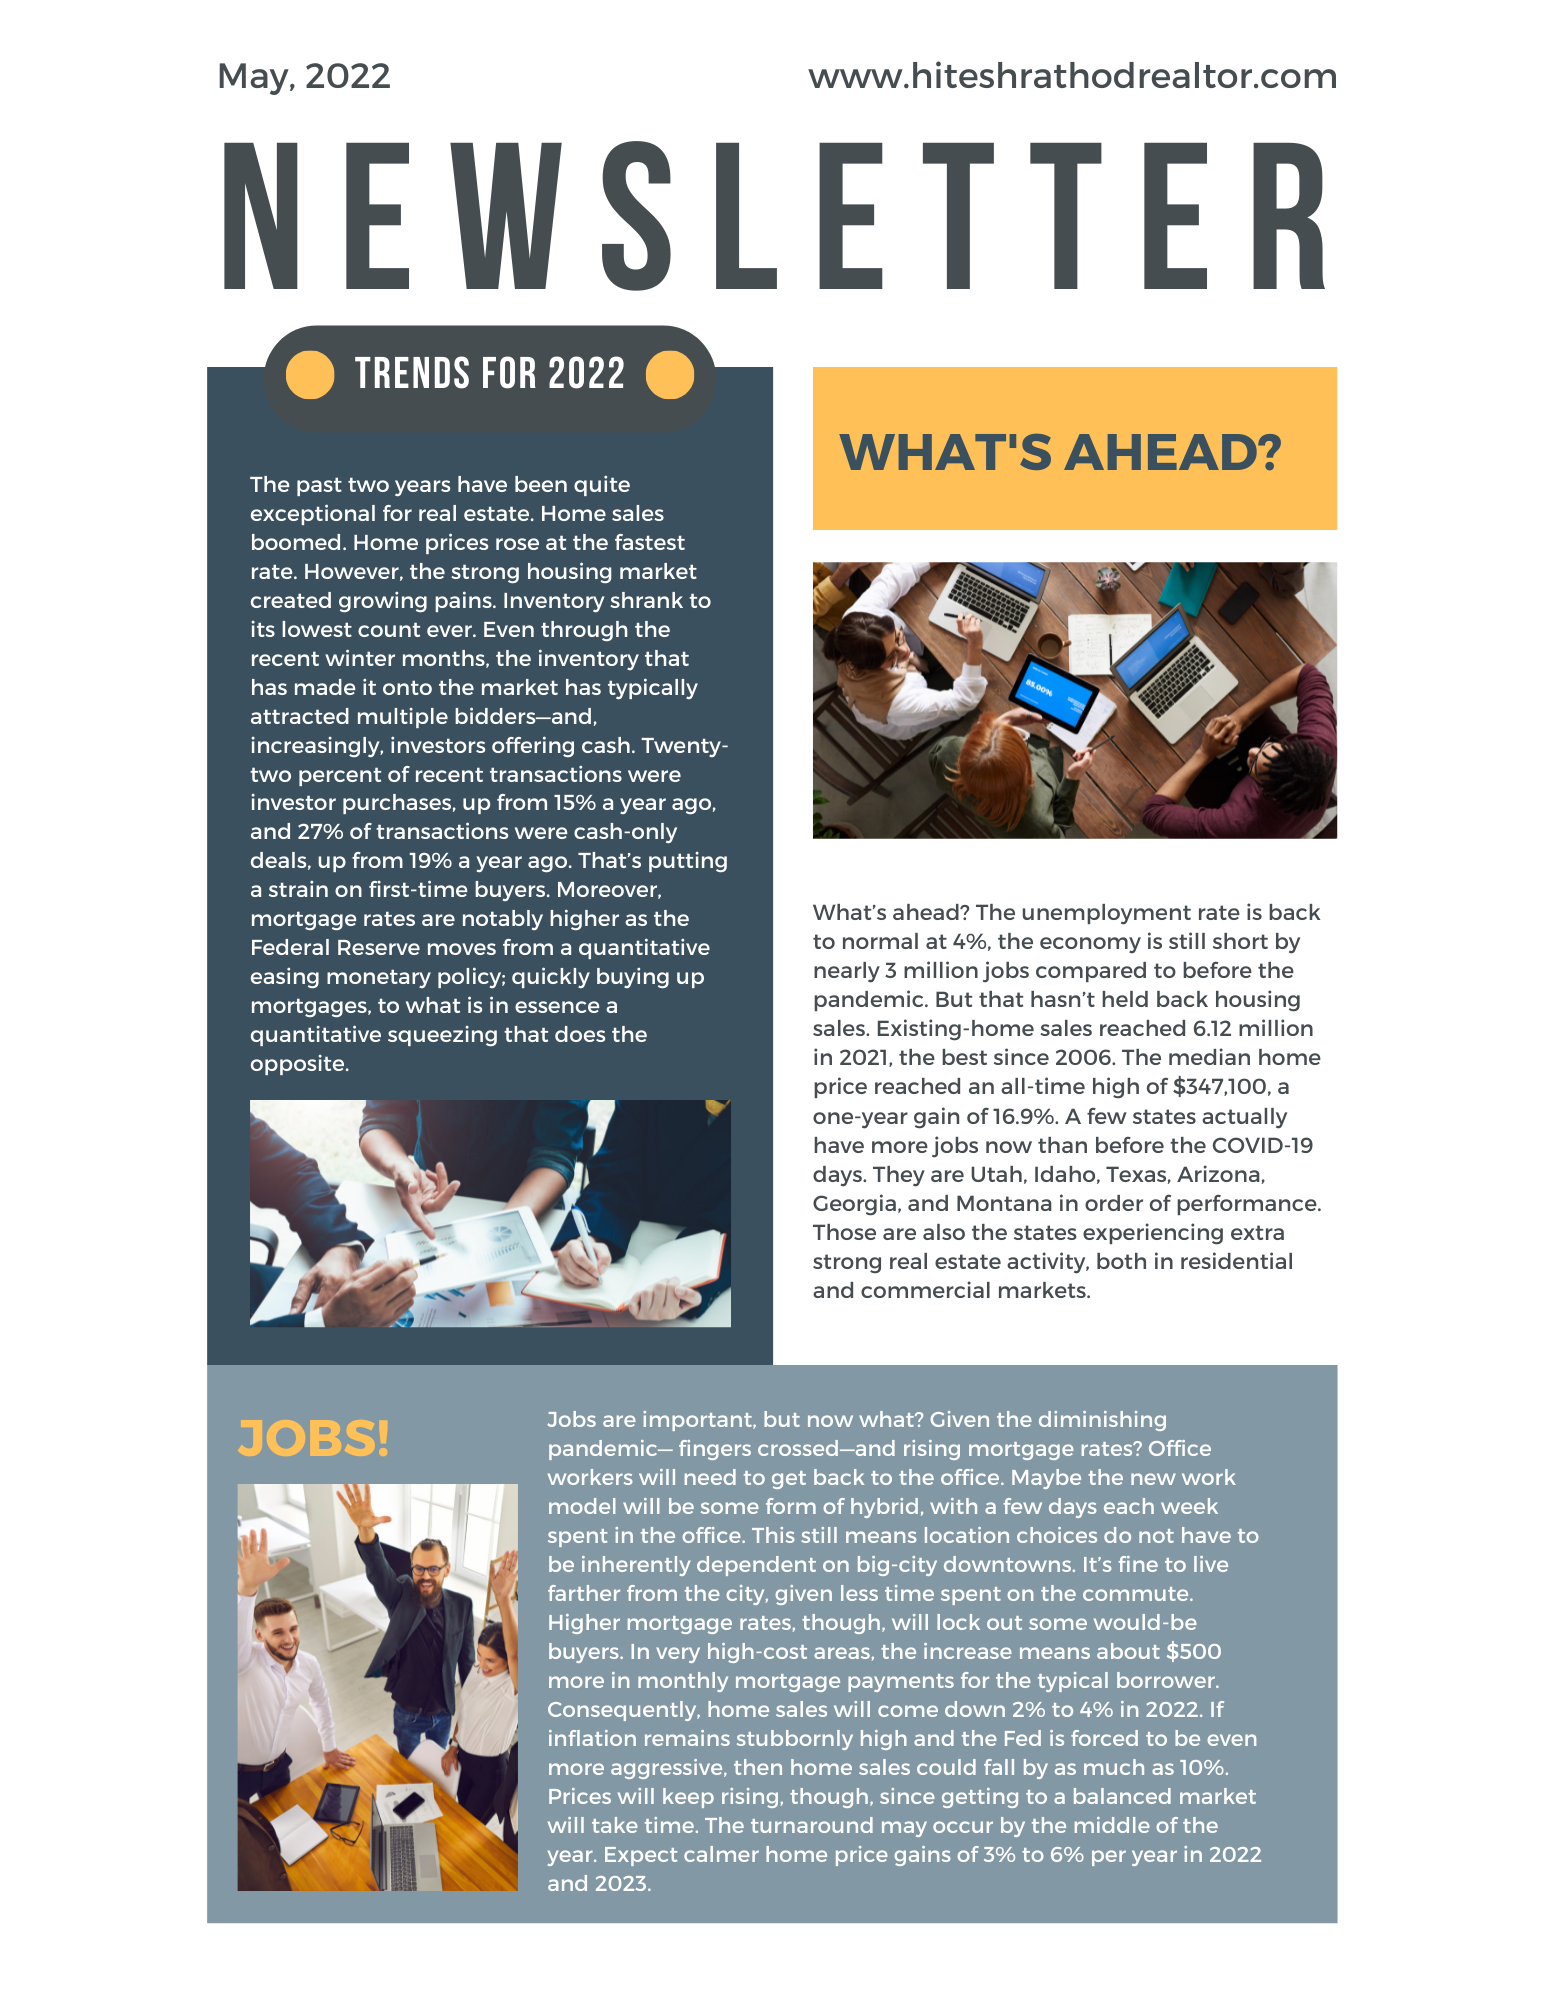 May, 2022
www.hiteshrathodrealtor.com
NEWSLETTER
TRENDS FOR 2022
The past two years have been quite
exceptional for real estate. Home sales
boomed. Home prices rose at the fastest
rate. However, the strong housing market
created growing pains. Inventory shrank to
its lowest count ever. Even through the
recent winter months, the inventory that
has made it onto the market has typically
attracted multiple bidders—and,
increasingly, investors offering cash. Twenty-
two percent of recent transactions were
investor purchases, up from 15% a year ago,
and 27% of transactions were cash-only
deals, up from 19% a year ago. That’s putting
a strain on first-time buyers. Moreover,
mortgage rates are notably higher as the
Federal Reserve moves from a quantitative
easing monetary policy; quickly buying up
mortgages, to what is in essence a
quantitative squeezing that does the
opposite.
WHAT'S AHEAD?
85.00%
What’s ahead? The unemployment rate is back
to normal at 4%, the economy is still short by
nearly 3 million jobs compared to before the
pandemic. But that hasn’t held back housing
sales. Existing-home sales reached 6.12 million
in 2021, the best since 2006. The median home
price reached an all-time high of $347,100, a
one-year gain of 16.9%. A few states actually
have more jobs now than before the COVID-19
days. They are Utah, Idaho, Texas, Arizona,
Georgia, and Montana in order of performance.
Those are also the states experiencing extra
strong real estate activity, both in residential
and commercial markets.
JOBS!
Jobs are important, but now what? Given the diminishing
pandemic— fingers crossed—and rising mortgage rates? Office
workers will need to get back to the office. Maybe the new work
model will be some form of hybrid, with a few days each week
spent in the office. This still means location choices do not have to
be inherently dependent on big-city downtowns. It’s fine to live
farther from the city, given less time spent on the commute.
Higher mortgage rates, though, will lock out some would-be
buyers. In very high-cost areas, the increase means about $500
more in monthly mortgage payments for the typical borrower.
Consequently, home sales will come down 2% to 4% in 2022. If
inflation remains stubbornly high and the Fed is forced to be even
more aggressive, then home sales could fall by as much as 10%.
Prices will keep rising, though, since getting to a balanced market
will take time. The turnaround may occur by the middle of the
year. Expect calmer home price gains of 3% to 6% per year in 2022
and 2023.